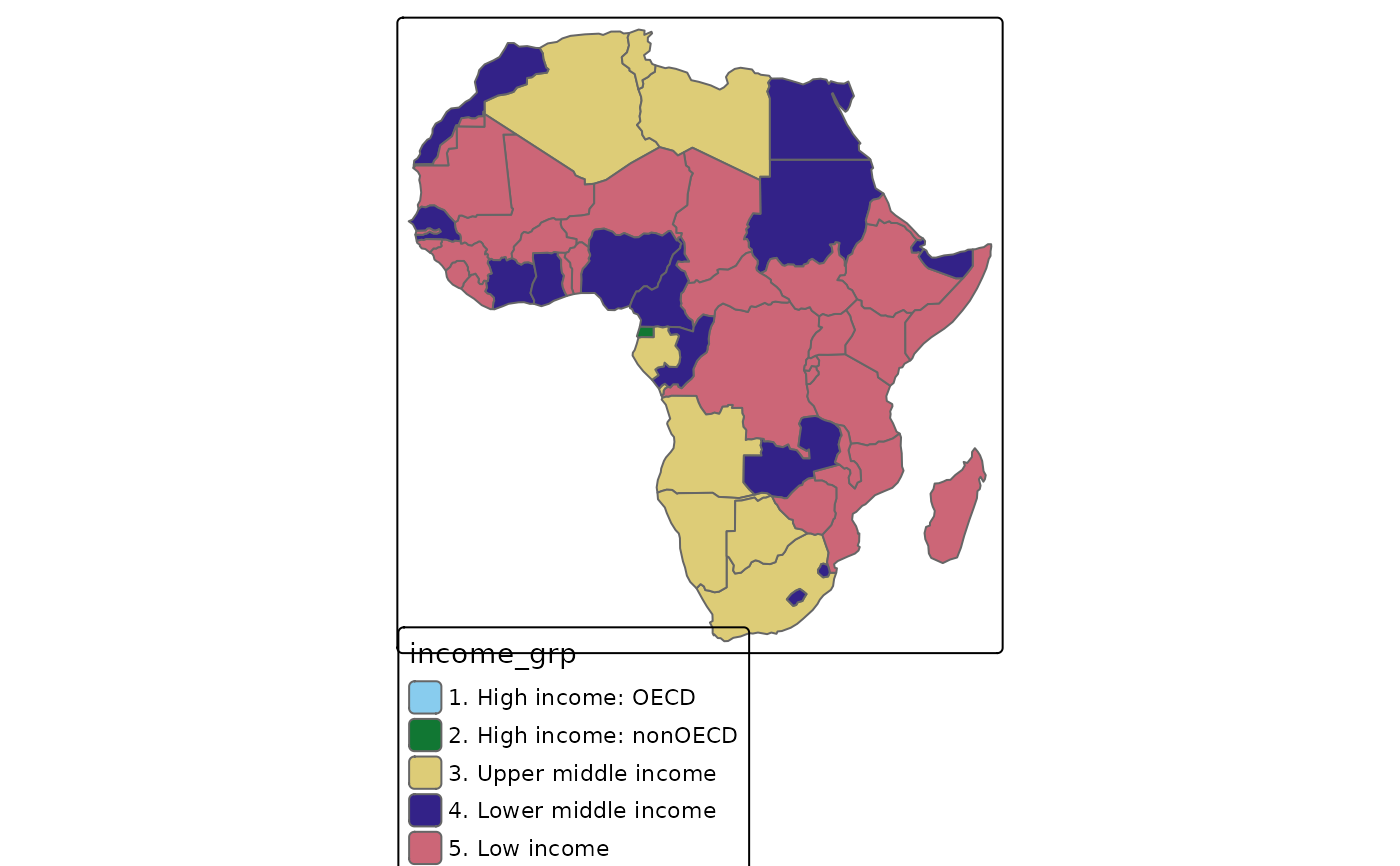 income_grp
1. High income: OECD
2. High income: nonOECD
3. Upper middle income
4. Lower middle income
5. Low income